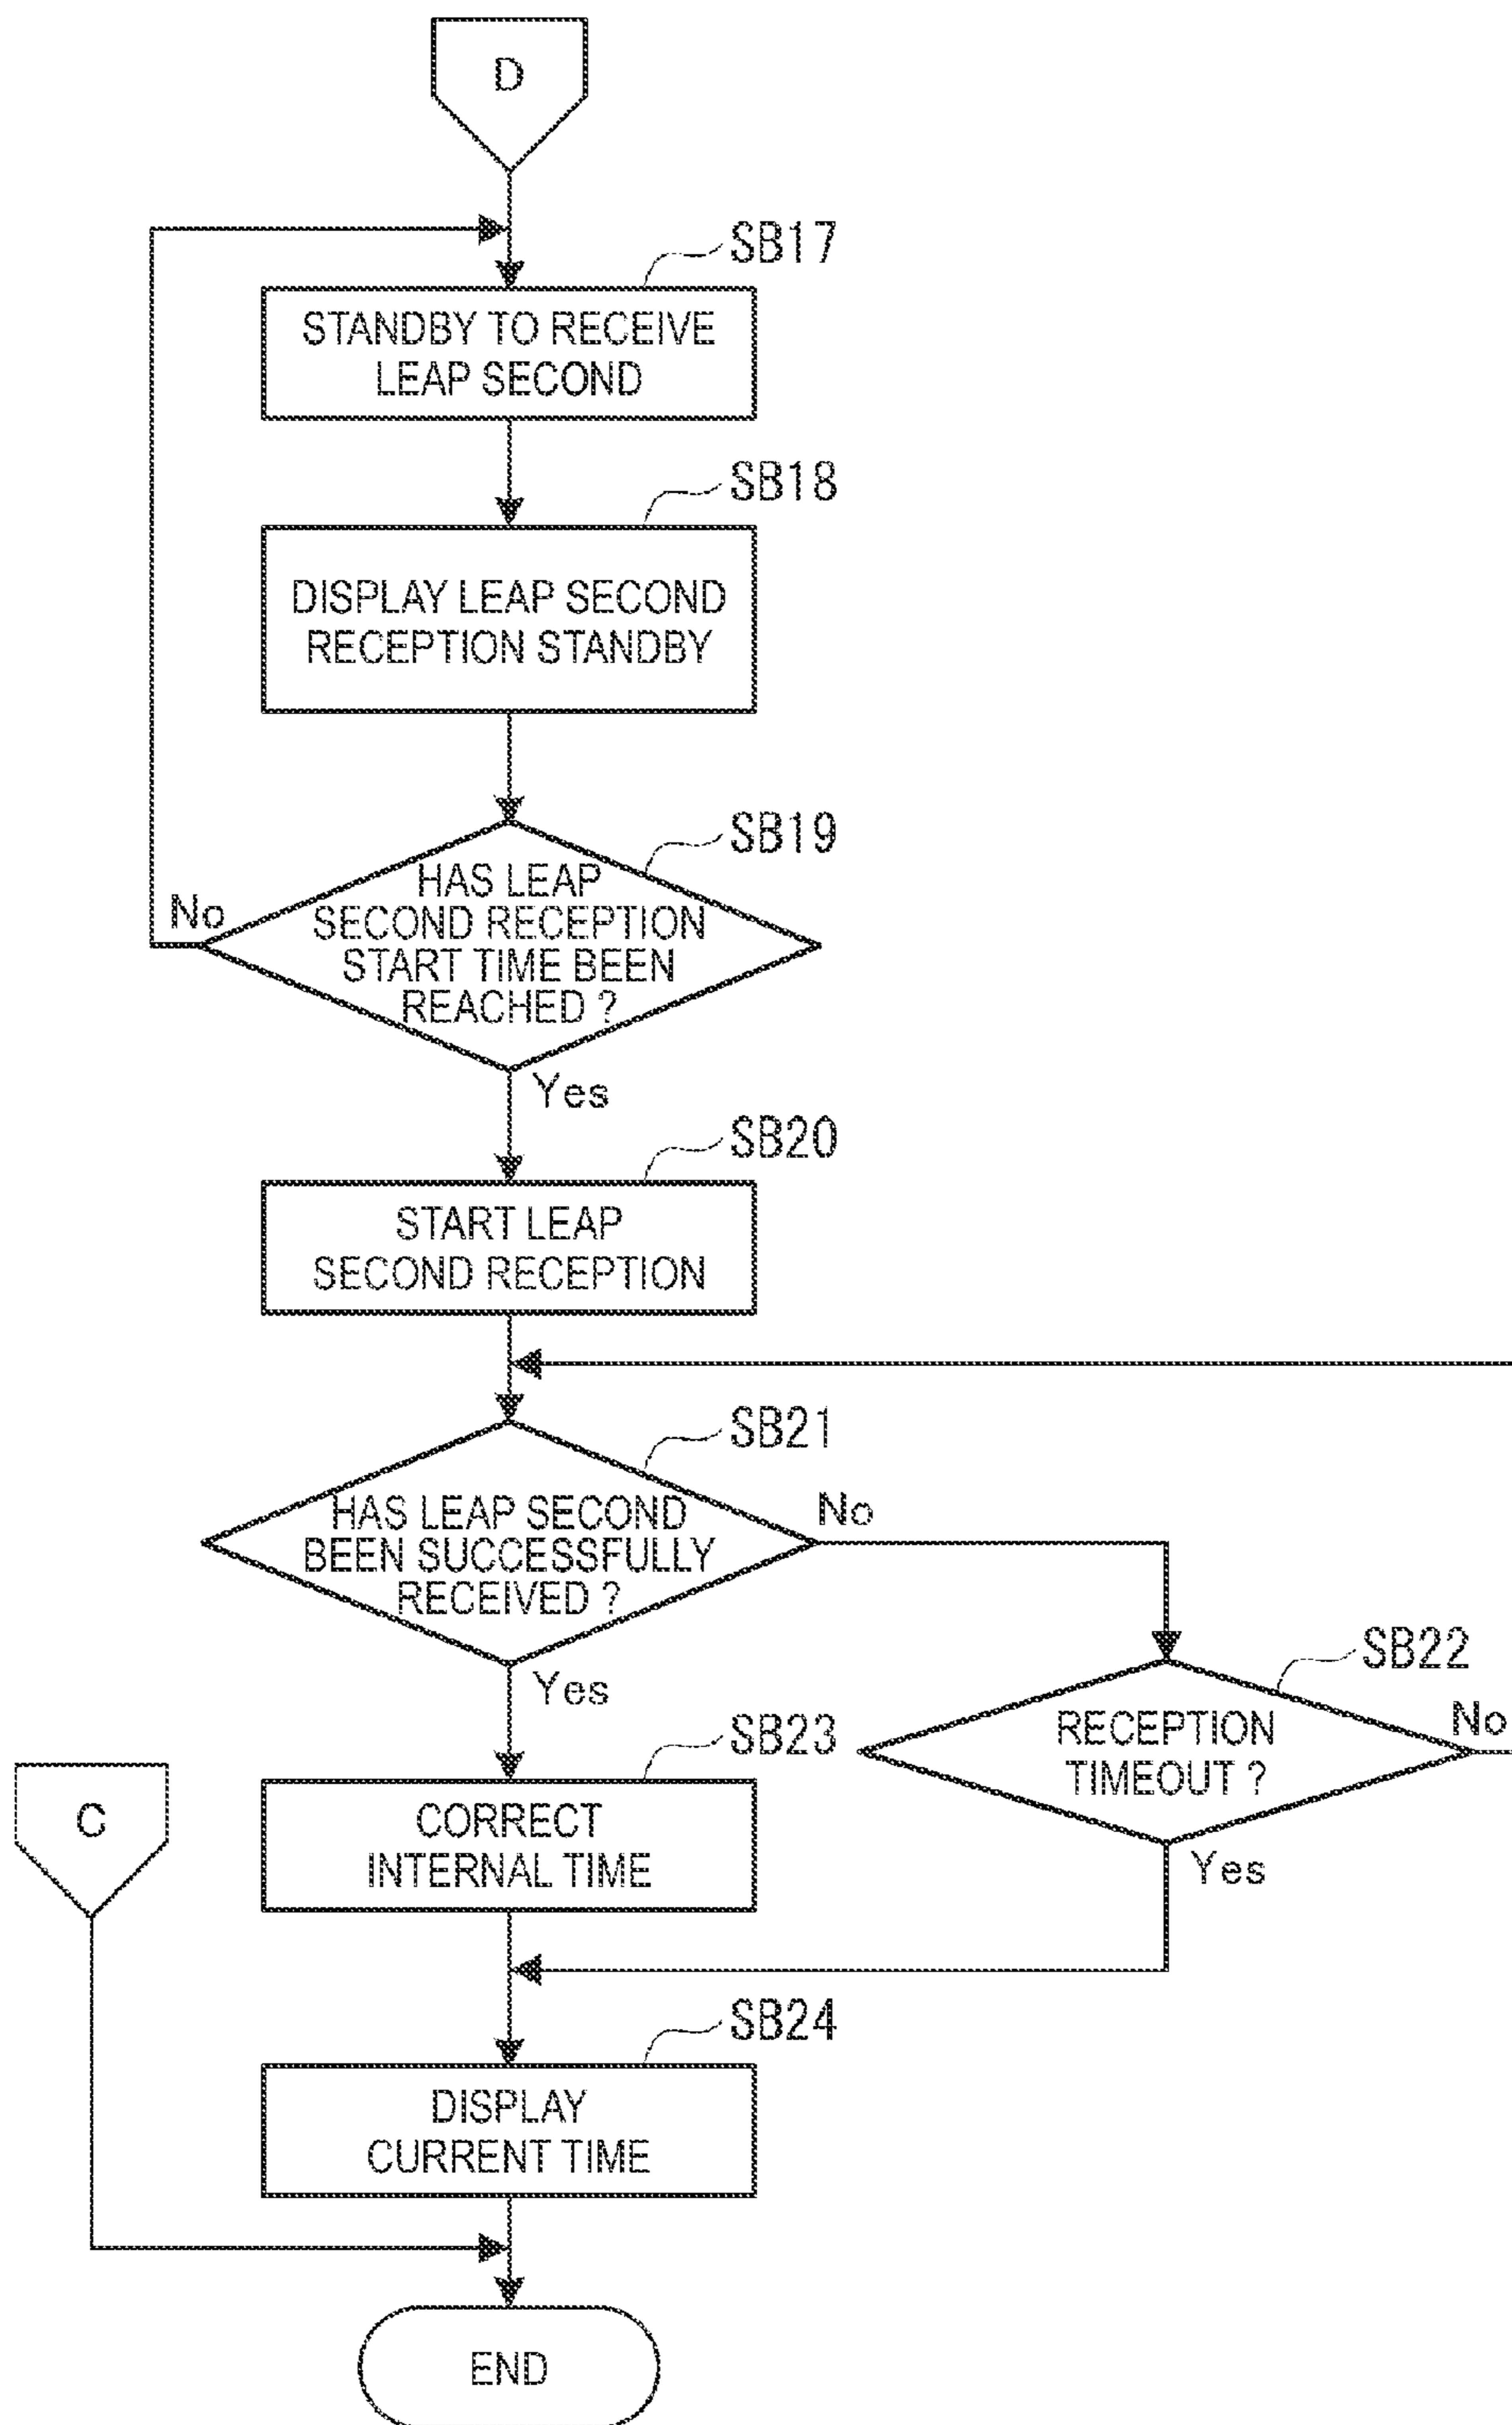 D
SB17
STANDBY TO RECEIVE
LEAP SECOND
SB18
DISPLAY LEAP SECOND
RECEPTION STANDBY
SB19
HAS LEAP
SECOND RECEPTION
START TIME BEEN
REACHED ?
No
Yes
SB20
START LEAP
SECOND RECEPTION
SB21
HAS LEAP SECOND
BEEN SUCCESSFULLY
RECEIVED ?
No
Yes
SB22
RECEPTION
TIMEOUT ?
No
Yes
SB23
CORRECT
INTERNAL TIME
C
SB24
DISPLAY
CURRENT TIME
END